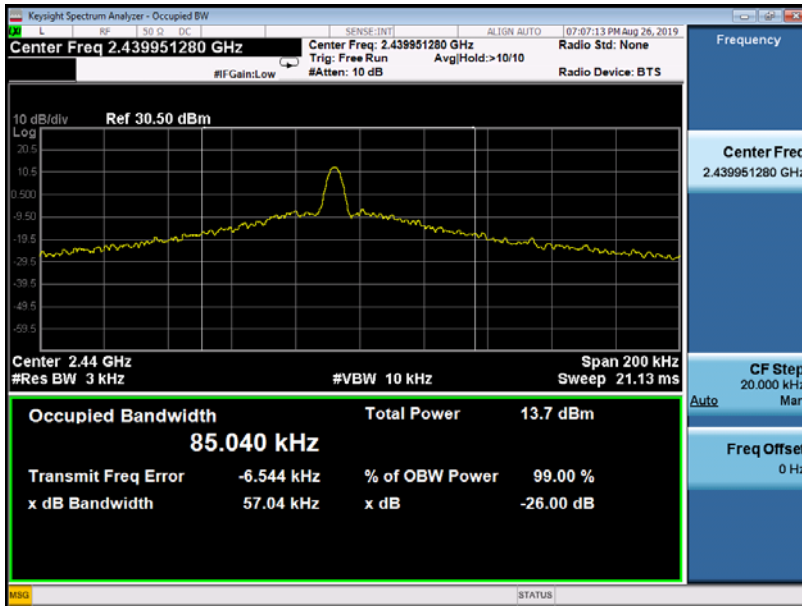 Keysight Spectrum Analyzer - Occupied BW
L RF 50 Ω DC SENSE:INT ALIGN AUTO 07:07:13 PM Aug 26, 2019
Center Freq 2.439951280 GHz
Center Freq: 2.439951280 GHz
Radio Std: None
Trig: Free Run Avg|Hold:>10/10
#IFGain:Low #Atten: 10 dB Radio Device: BTS
10 dB/div Ref 30.50 dBm
Log
20.5
10.5
0.500
-9.50
-19.5
-29.5
-39.5
-49.5
-59.5
Center 2.44 GHz Span 200 kHz
#Res BW 3 kHz #VBW 10 kHz Sweep 21.13 ms
Occupied Bandwidth Total Power 13.7 dBm
85.040 kHz
Transmit Freq Error -6.544 kHz % of OBW Power 99.00 %
x dB Bandwidth 57.04 kHz x dB -26.00 dB
MSG STATUS
Frequency
Center Freq
2.439951280 GHz
CF Step
20.000 kHz
Auto Man
Freq Offset
0 Hz